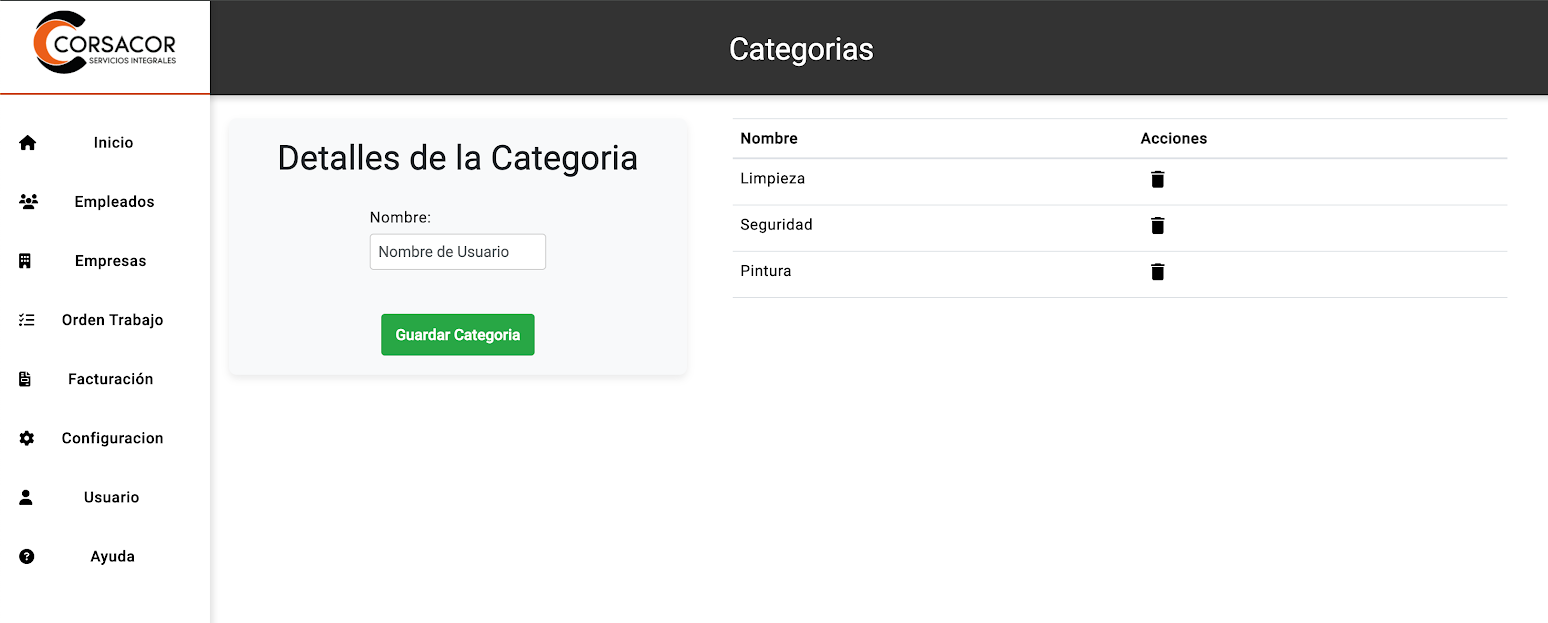 CORSACOR
SERVICIOS INTEGRALES
Categorias
Inicio
Empleados
Empresas
Orden Trabajo
Facturación
Configuracion
Usuario
Ayuda
Detalles de la Categoria
Nombre:
Nombre de Usuario
Guardar Categoria
Nombre Acciones
Limpieza
Seguridad
Pintura